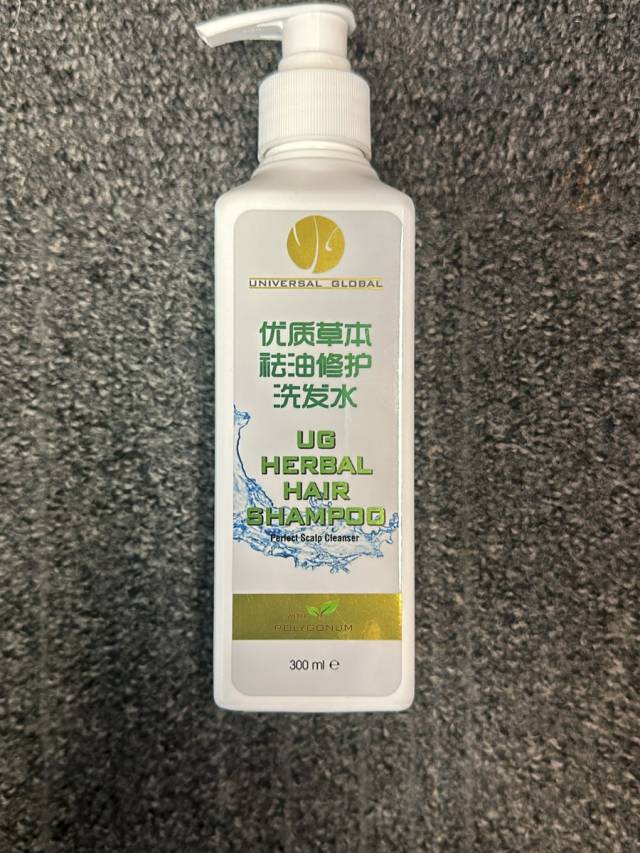 UNIVERSAL GLOBAL
优质草本
祛油修护
洗发水
UG
HERBAL
HAIR
SHAMPOO
Perfect Scalp Cleanser
WITH
POLYGONUM
300 ml ℮